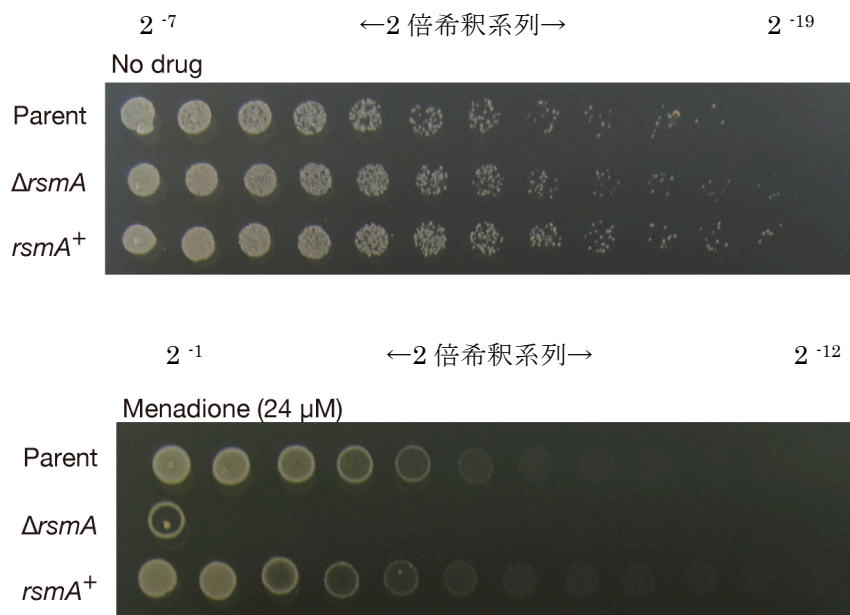 2 -7 ←2 倍希釈系列→ 2 -19
No drug
Parent
ΔrsmA
rsmA+
2 -1 ←2 倍希釈系列→ 2 -12
Menadione (24 μM)
Parent
ΔrsmA
rsmA+